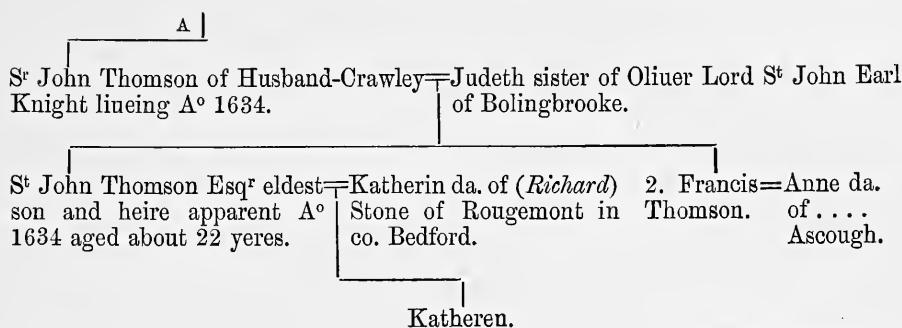 A
Sʳ John Thomson of Husband-Crawley=Judeth sister of Oliuer Lord Sᵗ John Earl
Knight liueing Aº 1634. of Bolingbrooke.
Sᵗ John Thomson Esqʳ eldest=Katherin da. of (Richard) 2. Francis=Anne da.
son and heire apparent Aº Stone of Rougemont in Thomson. of . . . .
1634 aged about 22 yeres. co. Bedford. Ascough.
Katheren.